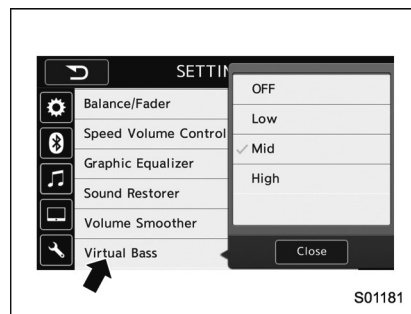 SETTIN
Balance/Fader
Speed Volume Control
Graphic Equalizer
Sound Restorer
Volume Smoother
Virtual Bass
OFF
Low
Mid
High
Close
S01181